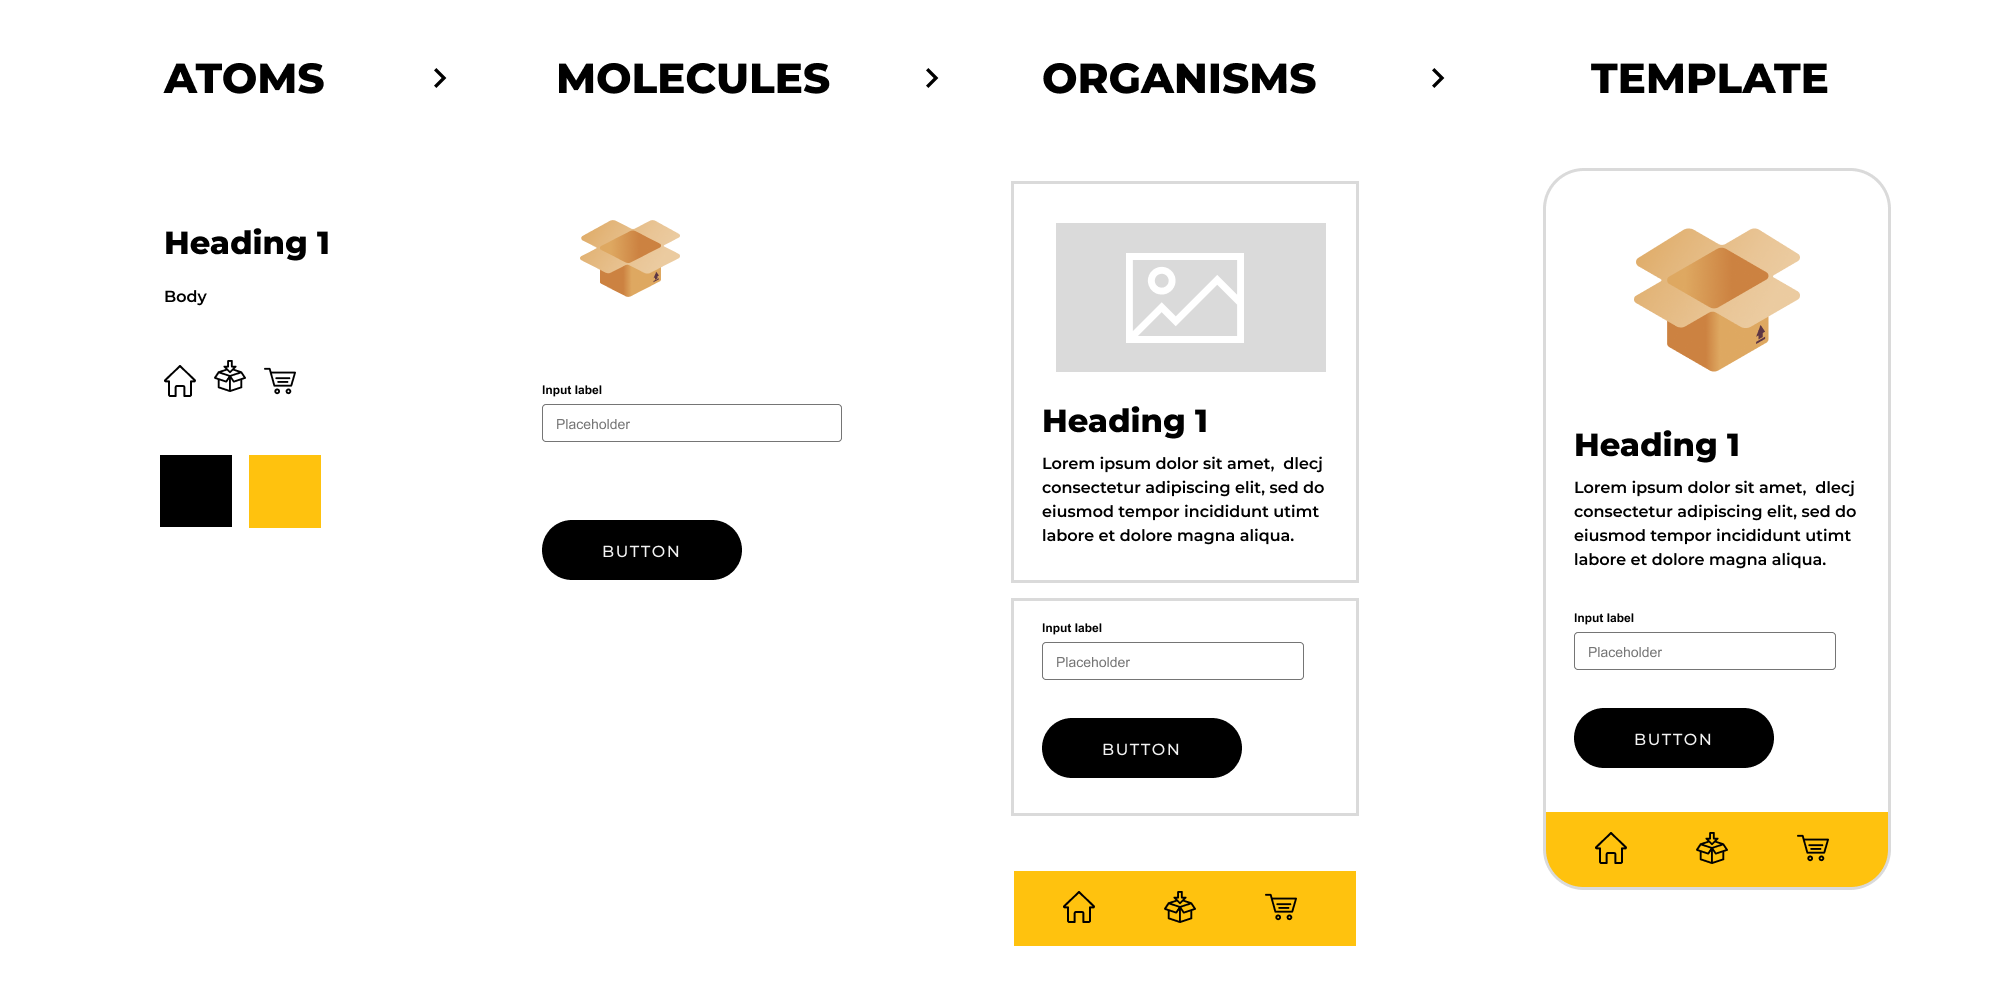 ATOMS > MOLECULES > ORGANISMS > TEMPLATE
Heading 1
Body
Input label
Placeholder
BUTTON
Heading 1
Lorem ipsum dolor sit amet,  dlecj
consectetur adipiscing elit, sed do
eiusmod tempor incididunt utimt
labore et dolore magna aliqua.
Input label
Placeholder
BUTTON
Heading 1
Lorem ipsum dolor sit amet,  dlecj
consectetur adipiscing elit, sed do
eiusmod tempor incididunt utimt
labore et dolore magna aliqua.
Input label
Placeholder
BUTTON